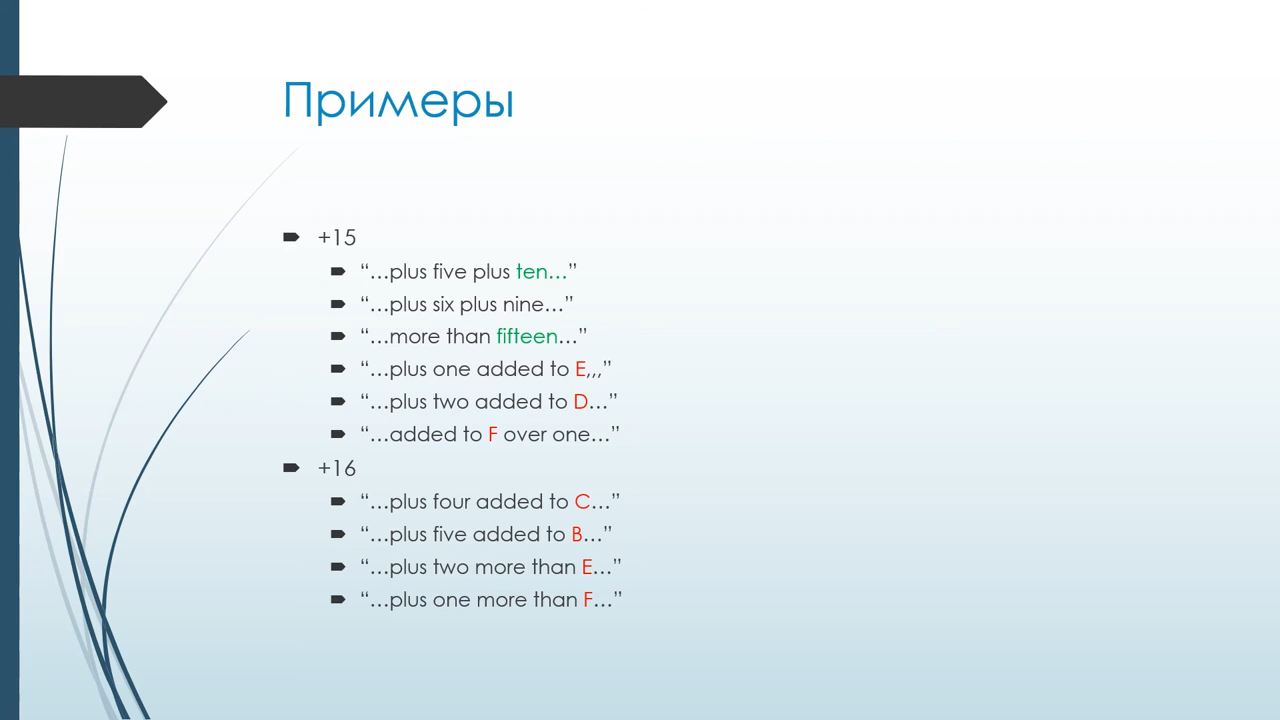 Примеры
+15
“…plus five plus ten…”
“…plus six plus nine…”
“…more than fifteen…”
“…plus one added to E,,,”
“…plus two added to D…”
“…added to F over one…”
+16
“…plus four added to C…”
“…plus five added to B…”
“…plus two more than E…”
“…plus one more than F…”